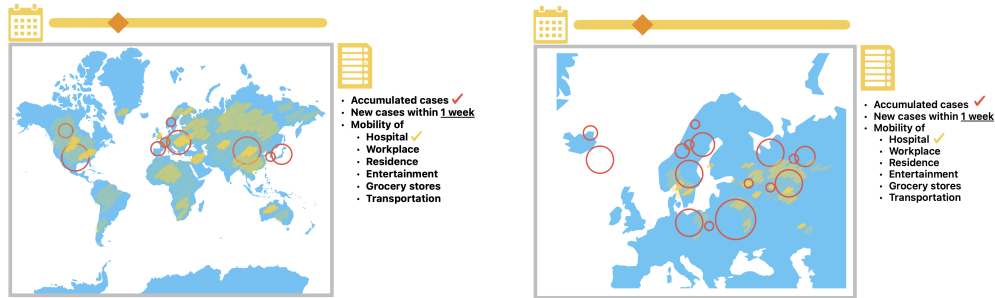 Accumulated cases
New cases within 1 week
Mobility of
Hospital
Workplace
Residence
Entertainment
Grocery stores
Transportation
Accumulated cases
New cases within 1 week
Mobility of
Hospital
Workplace
Residence
Entertainment
Grocery stores
Transportation